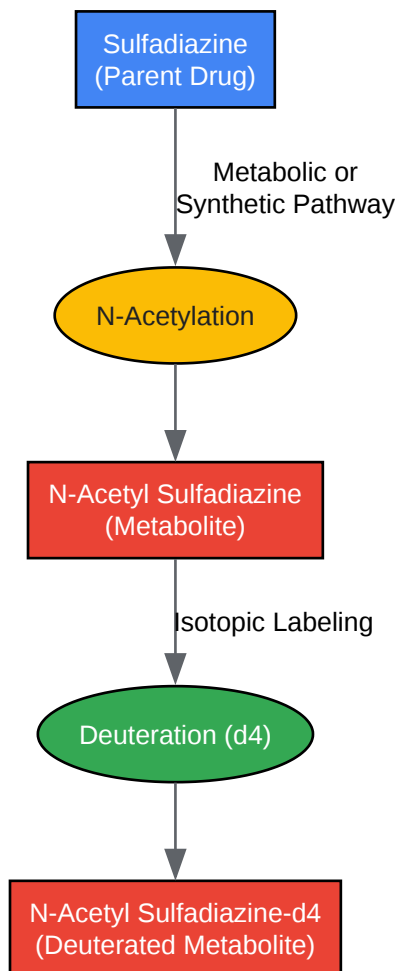 Sulfadiazine
(Parent Drug)
Metabolic or
Synthetic Pathway
N-Acetylation
N-Acetyl Sulfadiazine
(Metabolite)
Isotopic Labeling
Deuteration (d4)
N-Acetyl Sulfadiazine-d4
(Deuterated Metabolite)